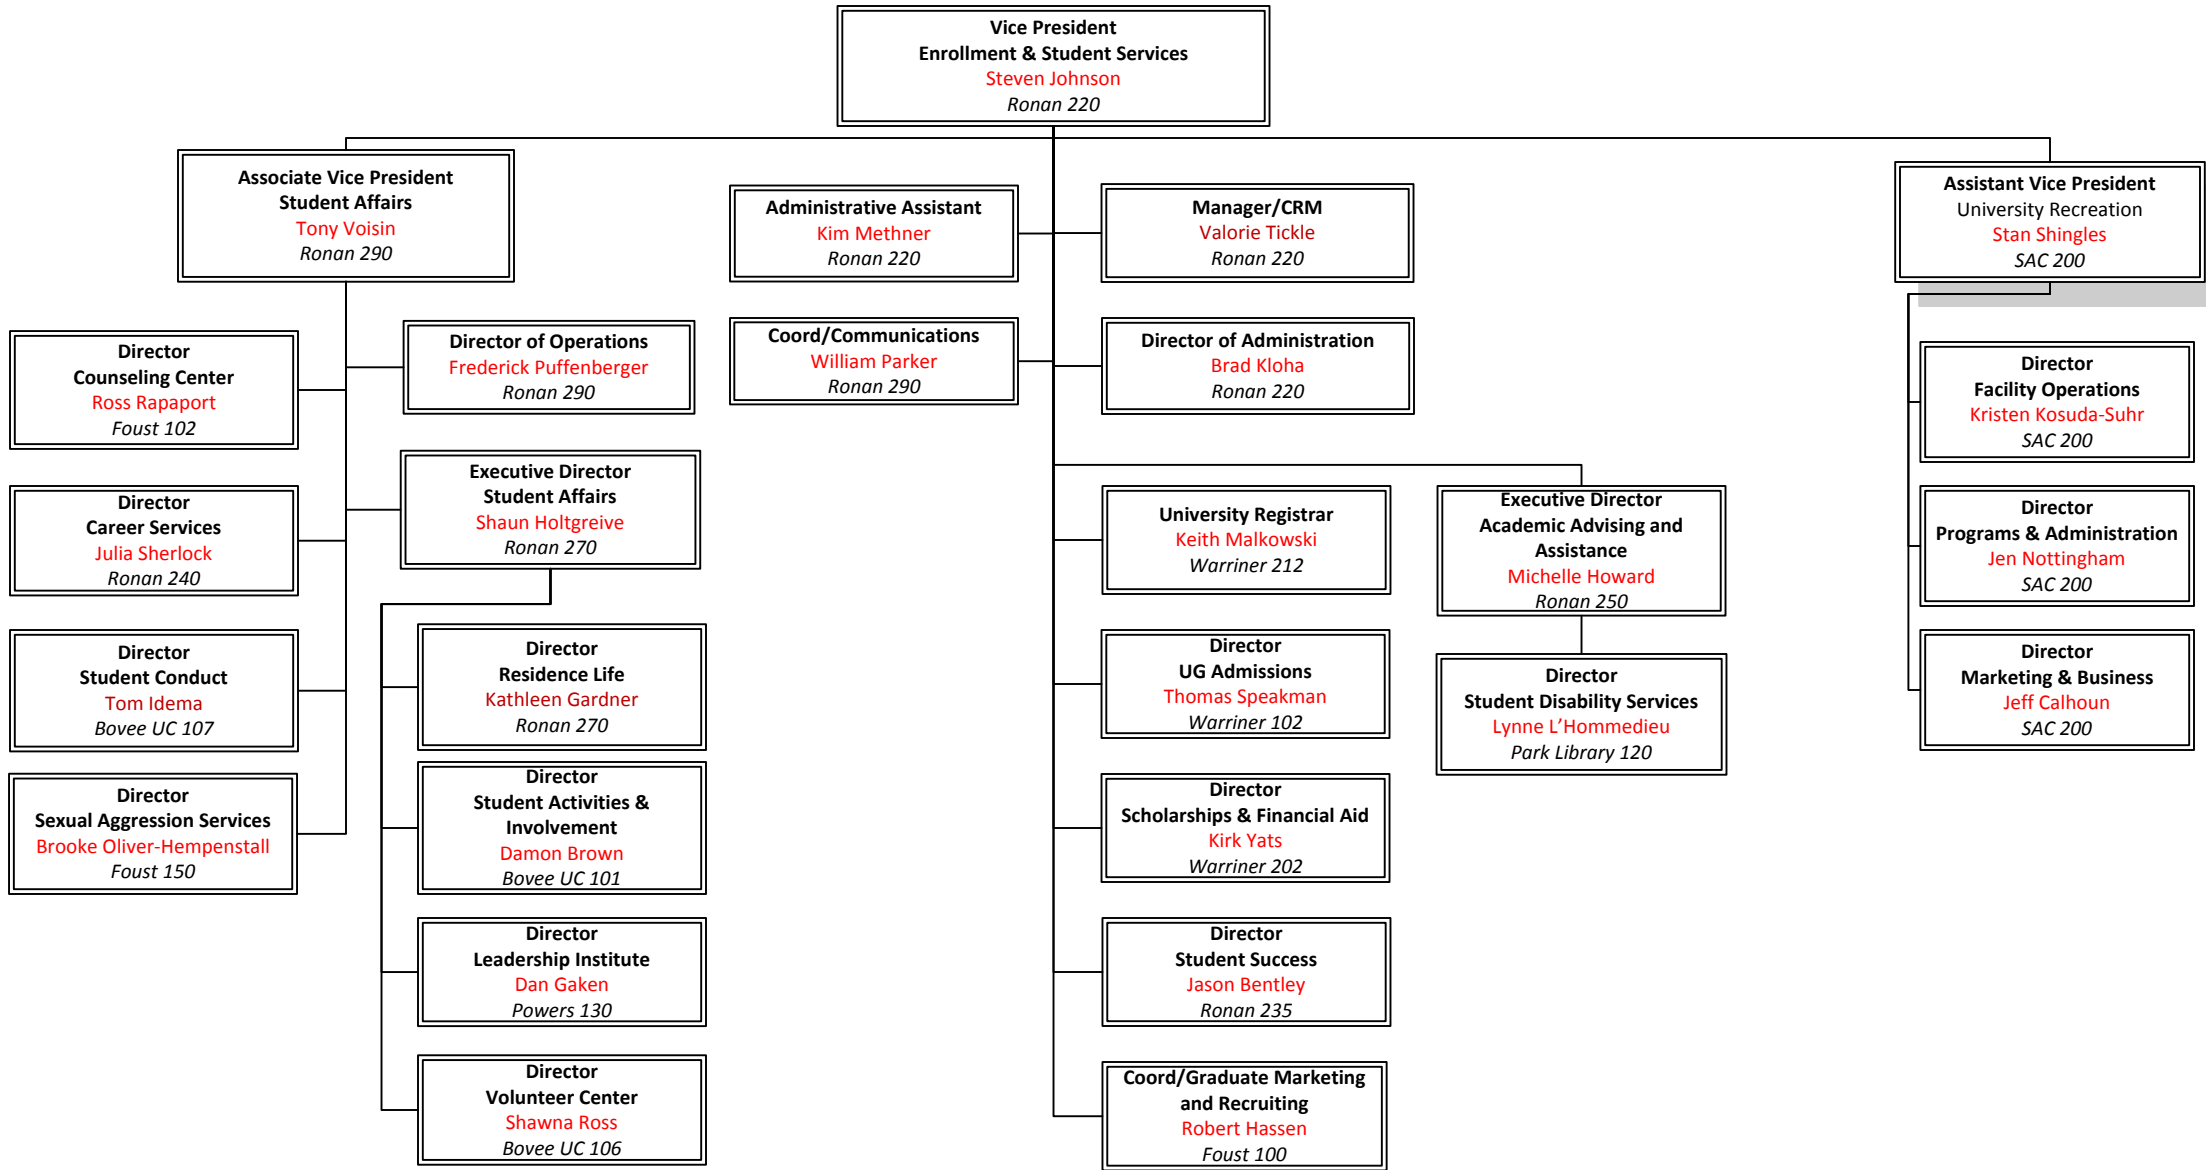 Vice President
Enrollment & Student Services
Steven Johnson
Ronan 220
Associate Vice President
Student Affairs
Tony Voisin
Ronan 290
Administrative Assistant
Kim Methner
Ronan 220
Manager/CRM
Valorie Tickle
Ronan 220
Assistant Vice President
University Recreation
Stan Shingles
SAC 200
Director
Counseling Center
Ross Rapaport
Foust 102
Director of Operations
Frederick Puffenberger
Ronan 290
Coord/Communications
William Parker
Ronan 290
Director of Administration
Brad Kloha
Ronan 220
Director
Facility Operations
Kristen Kosuda-Suhr
SAC 200
Director
Career Services
Julia Sherlock
Ronan 240
Executive Director
Student Affairs
Shaun Holtgreive
Ronan 270
University Registrar
Keith Malkowski
Warriner 212
Executive Director
Academic Advising and
Assistance
Michelle Howard
Ronan 250
Director
Programs & Administration
Jen Nottingham
SAC 200
Director
Student Conduct
Tom Idema
Bovee UC 107
Director
Residence Life
Kathleen Gardner
Ronan 270
Director
UG Admissions
Thomas Speakman
Warriner 102
Director
Student Disability Services
Lynne L’Hommedieu
Park Library 120
Director
Marketing & Business
Jeff Calhoun
SAC 200
Director
Sexual Aggression Services
Brooke Oliver-Hempenstall
Foust 150
Director
Student Activities &
Involvement
Damon Brown
Bovee UC 101
Director
Scholarships & Financial Aid
Kirk Yats
Warriner 202
Director
Leadership Institute
Dan Gaken
Powers 130
Director
Student Success
Jason Bentley
Ronan 235
Director
Volunteer Center
Shawna Ross
Bovee UC 106
Coord/Graduate Marketing
and Recruiting
Robert Hassen
Foust 100